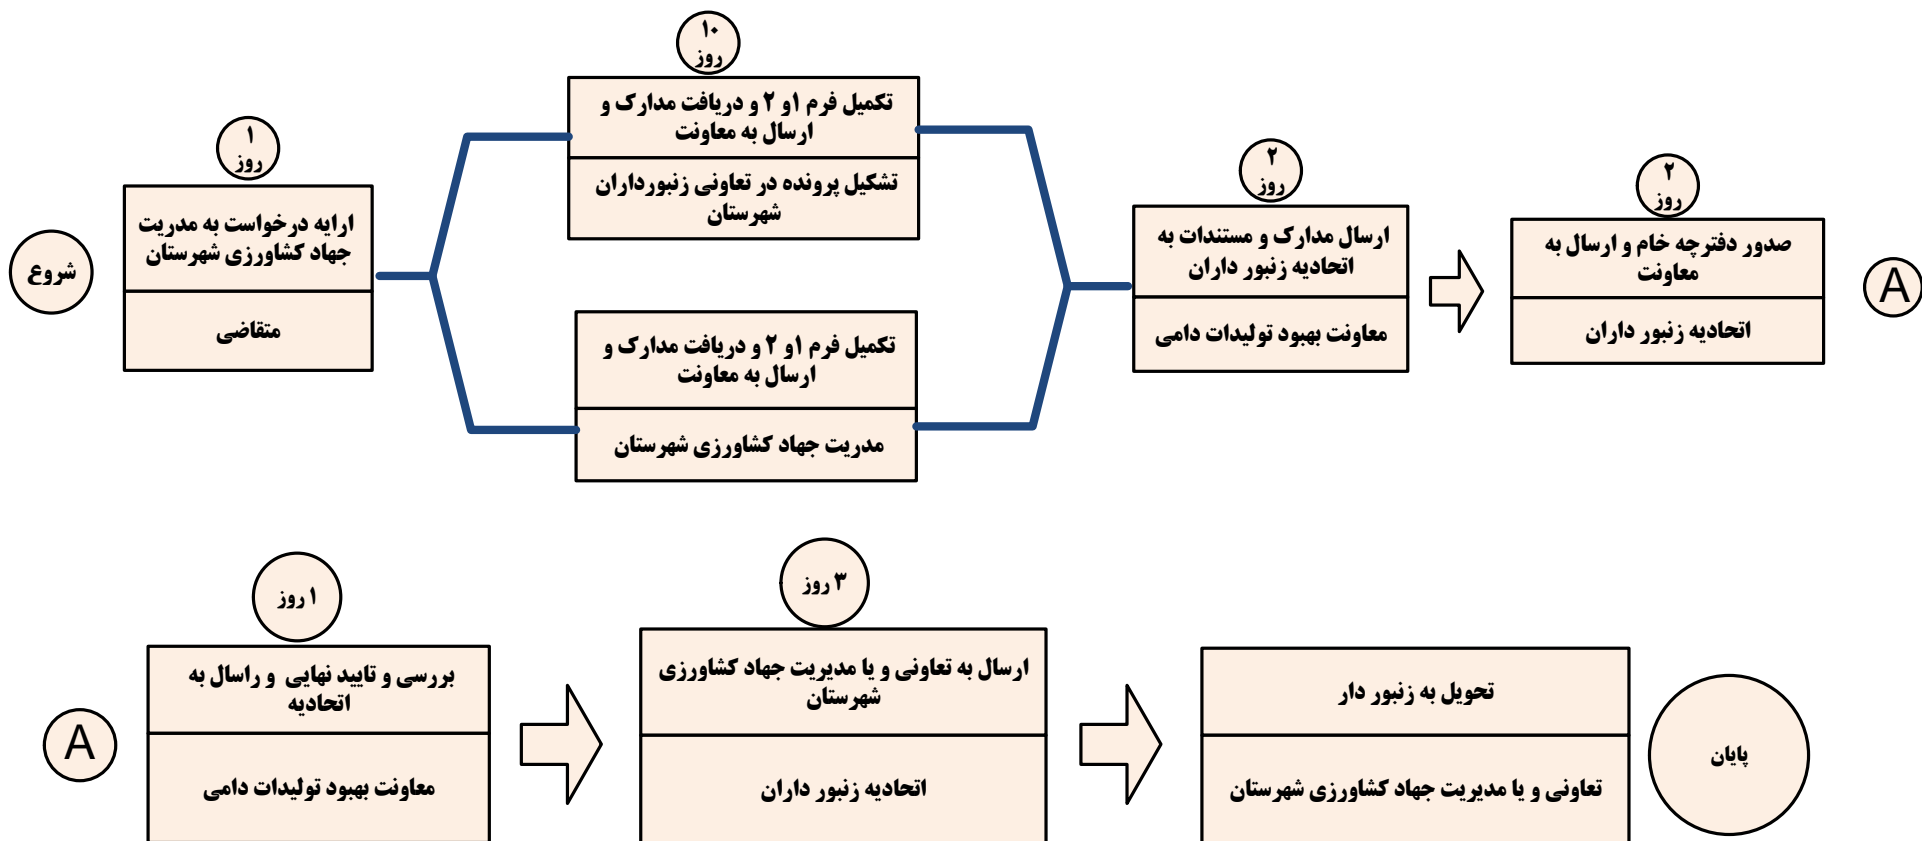 شروع
۱
روز
ارایه درخواست به مدریت
جهاد کشاورزی شهرستان
متقاضی
۱۰
روز
تکمیل فرم ۱و ۲ و دریافت مدارک و
ارسال به معاونت
تشکیل پرونده در تعاونی زنبورداران
شهرستان
تکمیل فرم ۱و ۲ و دریافت مدارک و
ارسال به معاونت
مدریت جهاد کشاورزی شهرستان
۲
روز
ارسال مدارک و مستندات به
اتحادیه زنبور داران
معاونت بهبود تولیدات دامی
۲
روز
صدور دفترچه خام و ارسال به
معاونت
اتحادیه زنبور داران
A
A
۱ روز
بررسی و تایید نهایی و راسال به
اتحادیه
معاونت بهبود تولیدات دامی
۳ روز
ارسال به تعاونی و یا مدیریت جهاد کشاورزی
شهرستان
اتحادیه زنبور داران
تحویل به زنبور دار
تعاونی و یا مدیریت جهاد کشاورزی شهرستان
پایان